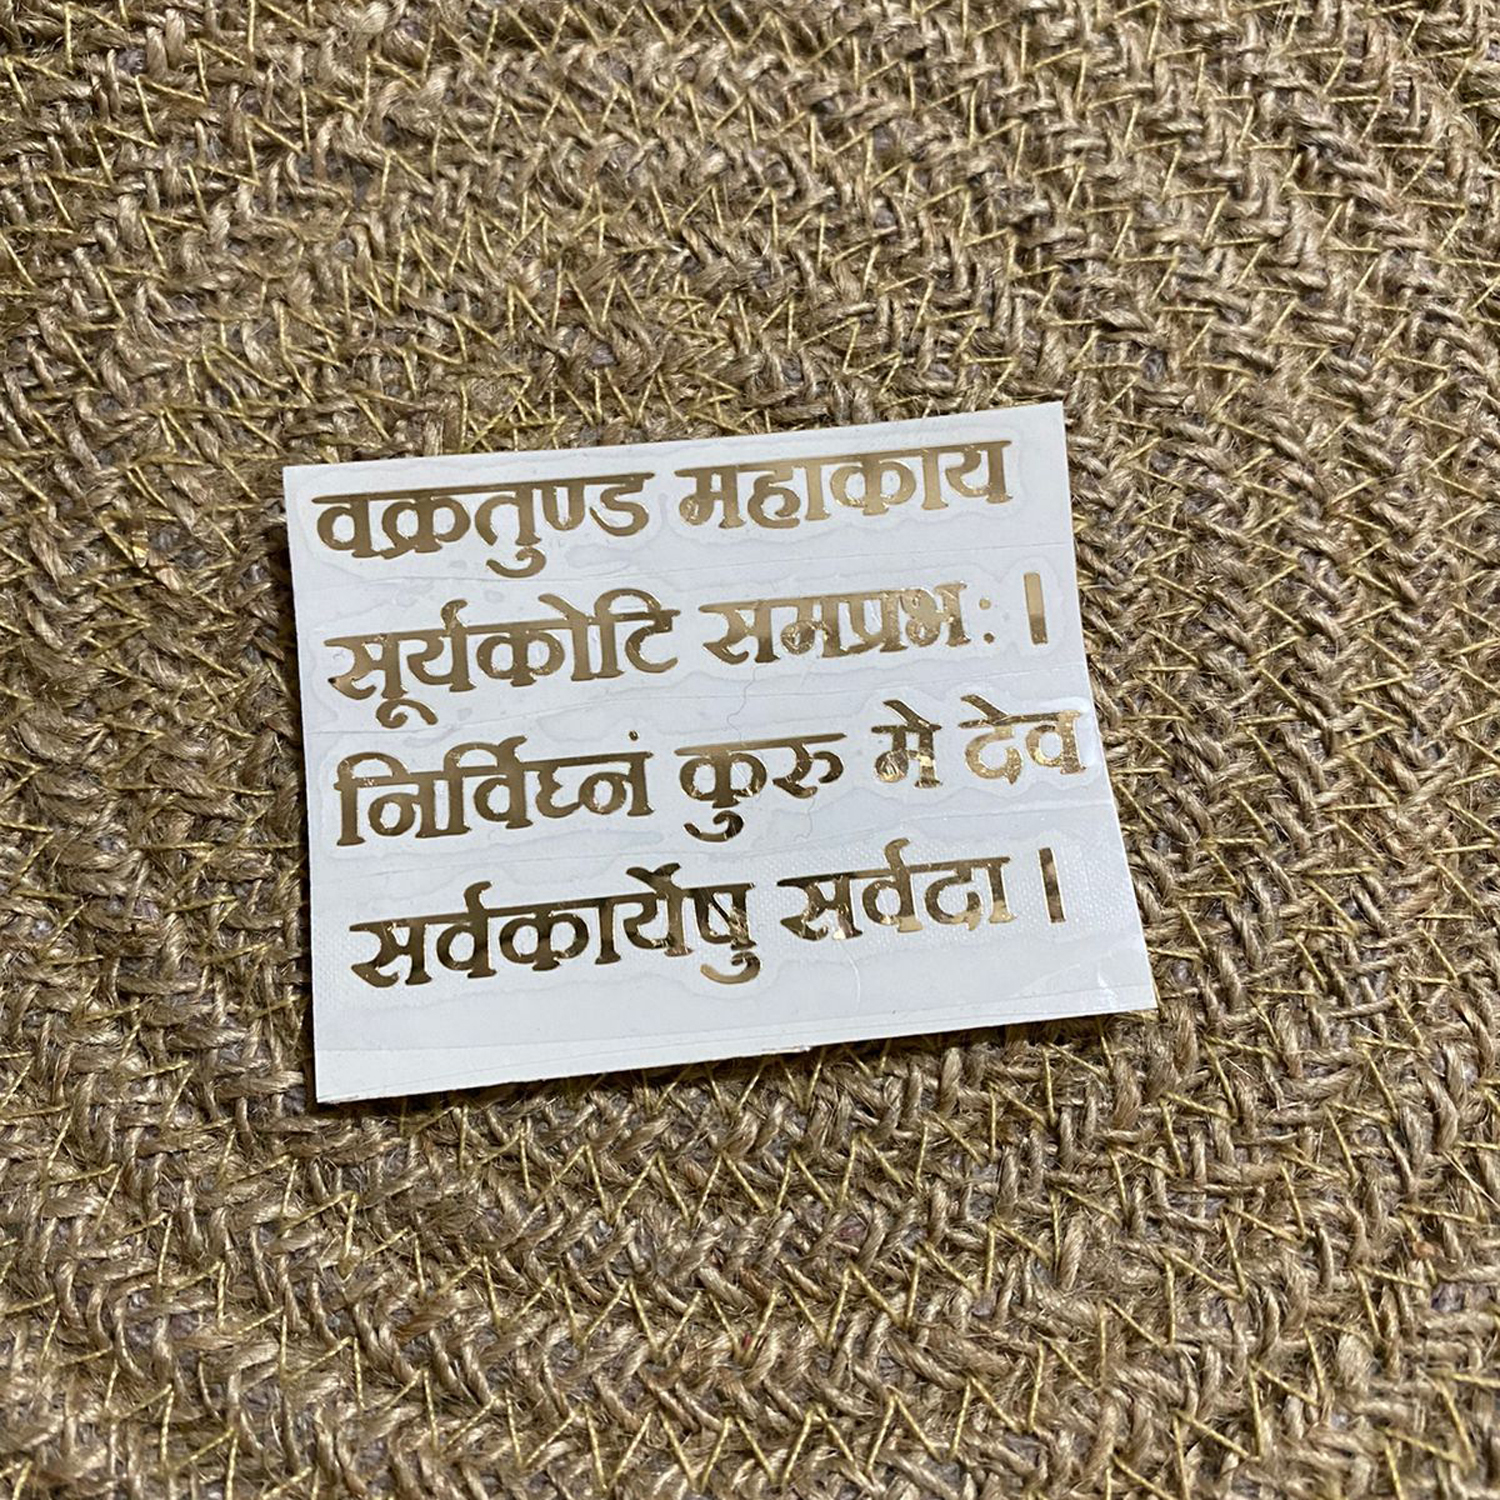 वक्रतुण्ड महाकाय
सूर्यकोटि समप्रभः ।
निर्विघ्नं कुरु मे देव
सर्वकार्येषु सर्वदा ।